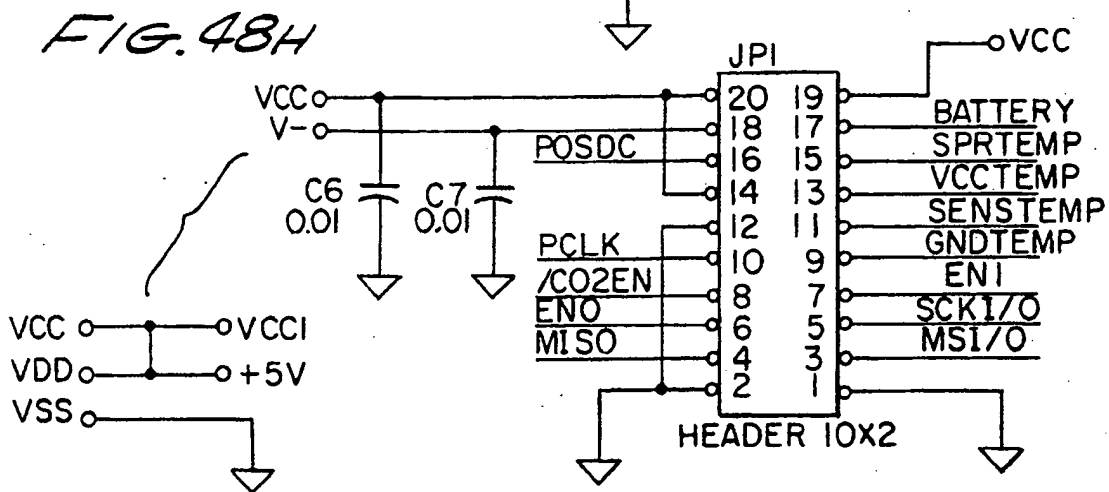 FIG. 48H
VCC
JP1
VCC
20 19
V-
18 17
BATTERY
POSDC
16 15
SPRTEMP
14 13
VCCTEMP
C6
0.01
C7
0.01
12 11
SENSTEMP
PCLK
10 9
GNDTEMP
/CO2EN
8 7
EN1
EN0
6 5
SCKI/O
MISO
4 3
MSI/O
2 1
HEADER 10X2
VCC
VCC1
VDD
+5V
VSS